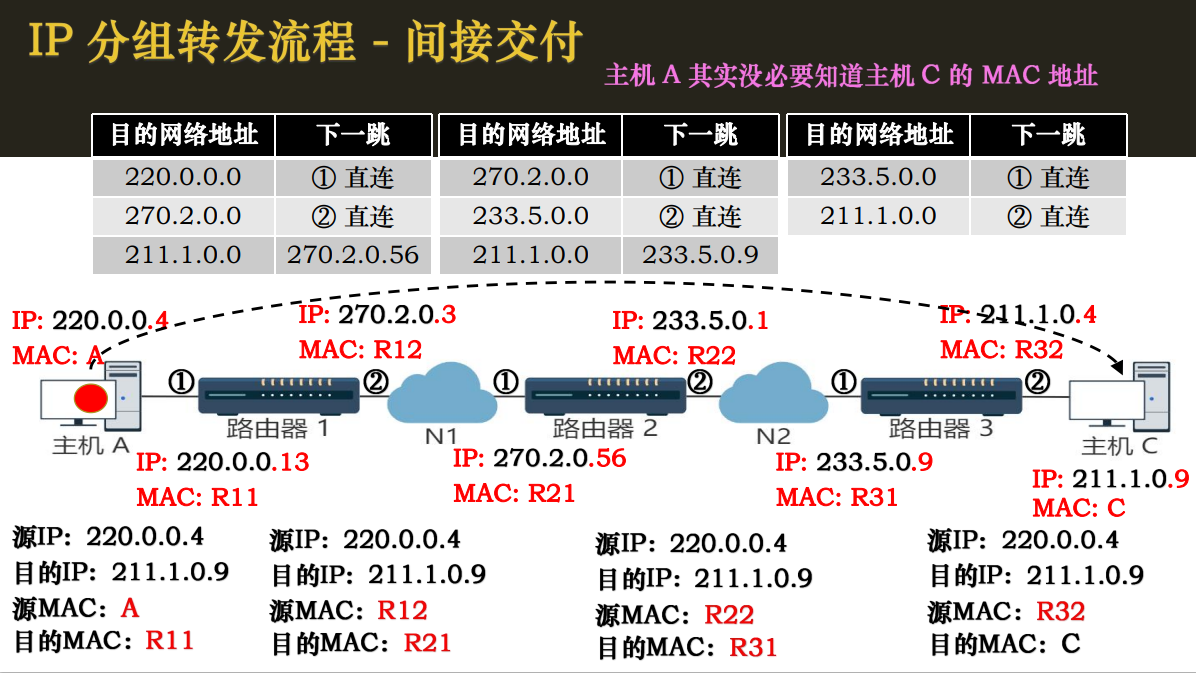 IP 分组转发流程 - 间接交付
主机 A 其实没必要知道主机 C 的 MAC 地址
目的网络地址 下一跳
220.0.0.0 ① 直连
270.2.0.0 ② 直连
211.1.0.0 270.2.0.56
目的网络地址 下一跳
270.2.0.0 ① 直连
233.5.0.0 ② 直连
211.1.0.0 233.5.0.9
目的网络地址 下一跳
233.5.0.0 ① 直连
211.1.0.0 ② 直连
IP: 220.0.0.4
MAC: A
IP: 270.2.0.3
MAC: R12
IP: 233.5.0.1
MAC: R22
IP: 211.1.0.4
MAC: R32
① ② ① ② ① ②
主机 A
路由器 1
N1
路由器 2
N2
路由器 3
主机 C
IP: 220.0.0.13
MAC: R11
IP: 270.2.0.56
MAC: R21
IP: 233.5.0.9
MAC: R31
IP: 211.1.0.9
MAC: C
源IP: 220.0.0.4
目的IP: 211.1.0.9
源MAC: A
目的MAC: R11
源IP: 220.0.0.4
目的IP: 211.1.0.9
源MAC: R12
目的MAC: R21
源IP: 220.0.0.4
目的IP: 211.1.0.9
源MAC: R22
目的MAC: R31
源IP: 220.0.0.4
目的IP: 211.1.0.9
源MAC: R32
目的MAC: C